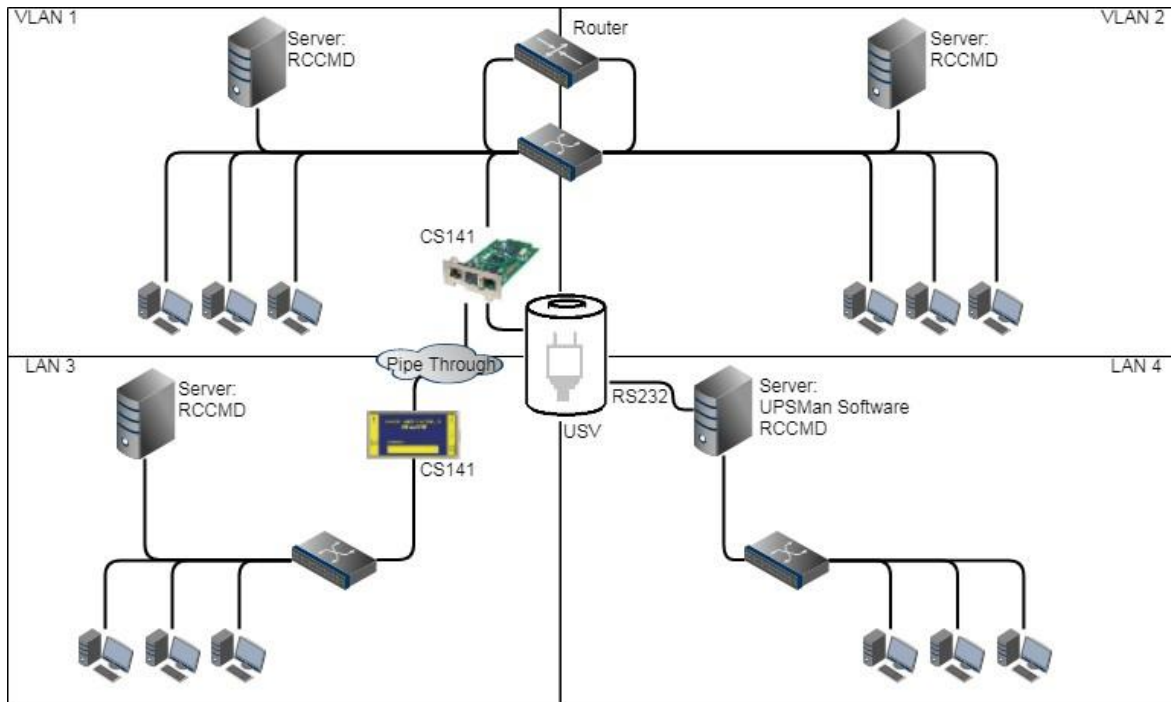 VLAN 1
VLAN 2
Router
Server:
RCCMD
Server:
RCCMD
CS141
LAN 3
LAN 4
Pipe Through
Server:
RCCMD
RS232
Server:
UPSMan Software
RCCMD
USV
CS141